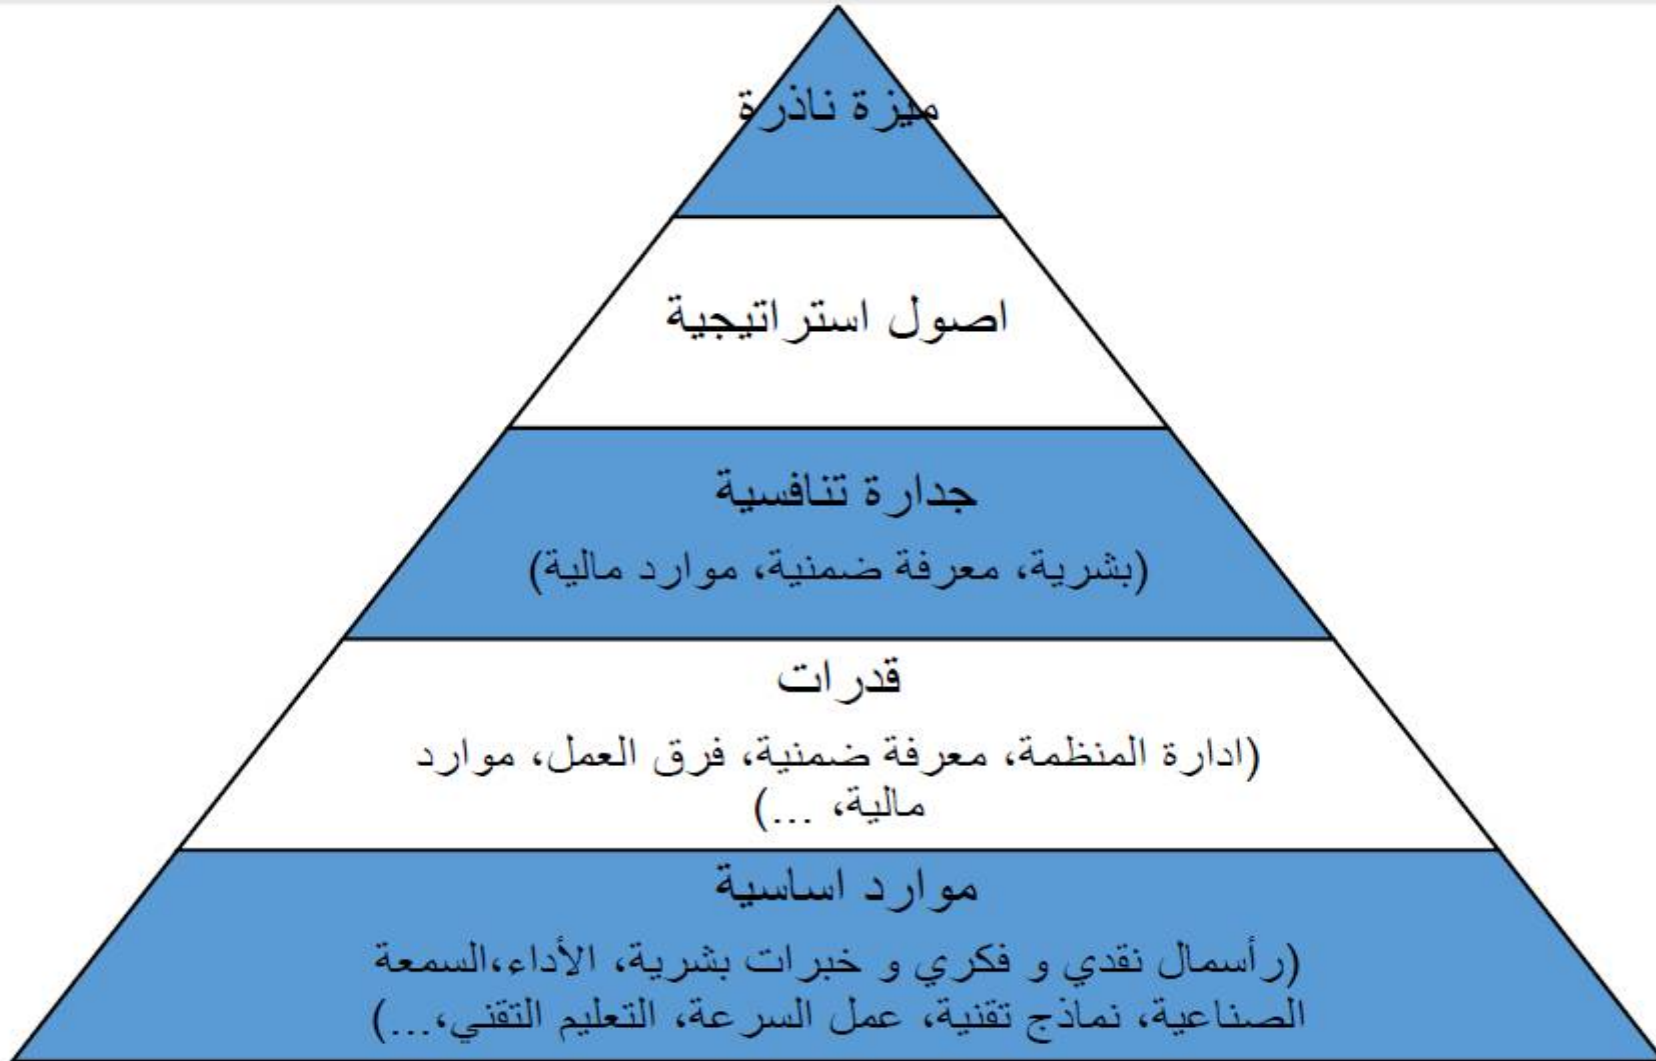 ميزة ناذرة
اصول استراتيجية
جدارة تنافسية
(بشرية، معرفة ضمنية، موارد مالية)
قدرات
(ادارة المنظمة، معرفة ضمنية، فرق العمل، موارد
مالية، ...)
موارد اساسية
(رأسمال نقدي و فكري و خبرات بشرية، الأداء،السمعة
الصناعية، نماذج تقنية، عمل السرعة، التعليم التقني،...)